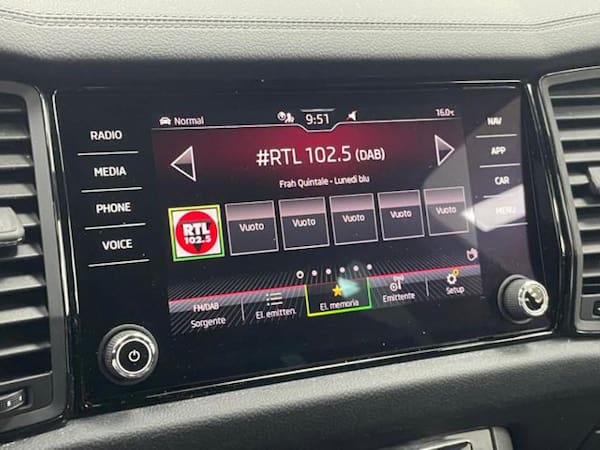 Normal
9:51
16.0°C
RADIO
MEDIA
PHONE
VOICE
NAV
APP
CAR
MENU
#RTL 102.5 (DAB)
Frah Quintale - Lunedì blu
RTL
102.5
Vuoto
Vuoto
Vuoto
Vuoto
Vuoto
FM/DAB
Sorgente
El. emitten.
El. memoria
Emittente
Setup